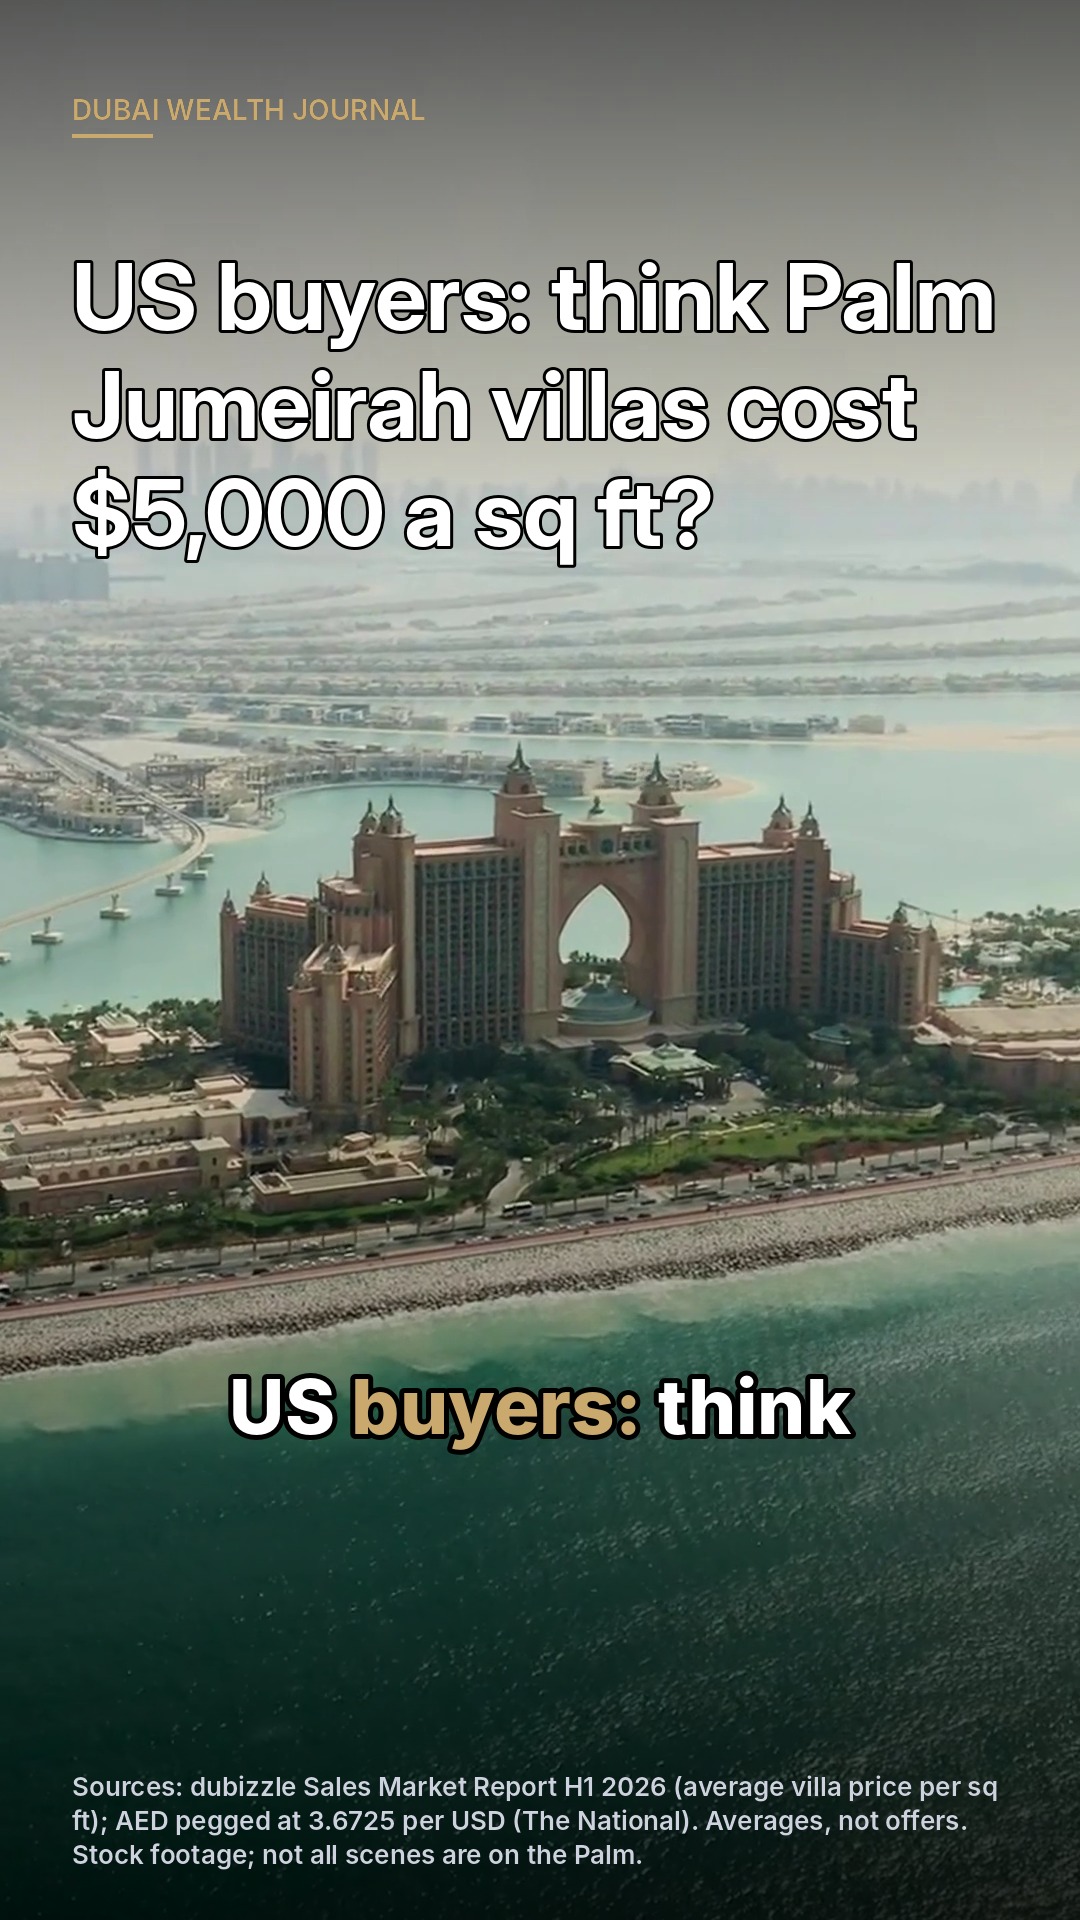 DUBAI WEALTH JOURNAL
US buyers: think Palm
Jumeirah villas cost
$5,000 a sq ft?
US buyers: think
Sources: dubizzle Sales Market Report H1 2026 (average villa price per sq
ft); AED pegged at 3.6725 per USD (The National). Averages, not offers.
Stock footage; not all scenes are on the Palm.